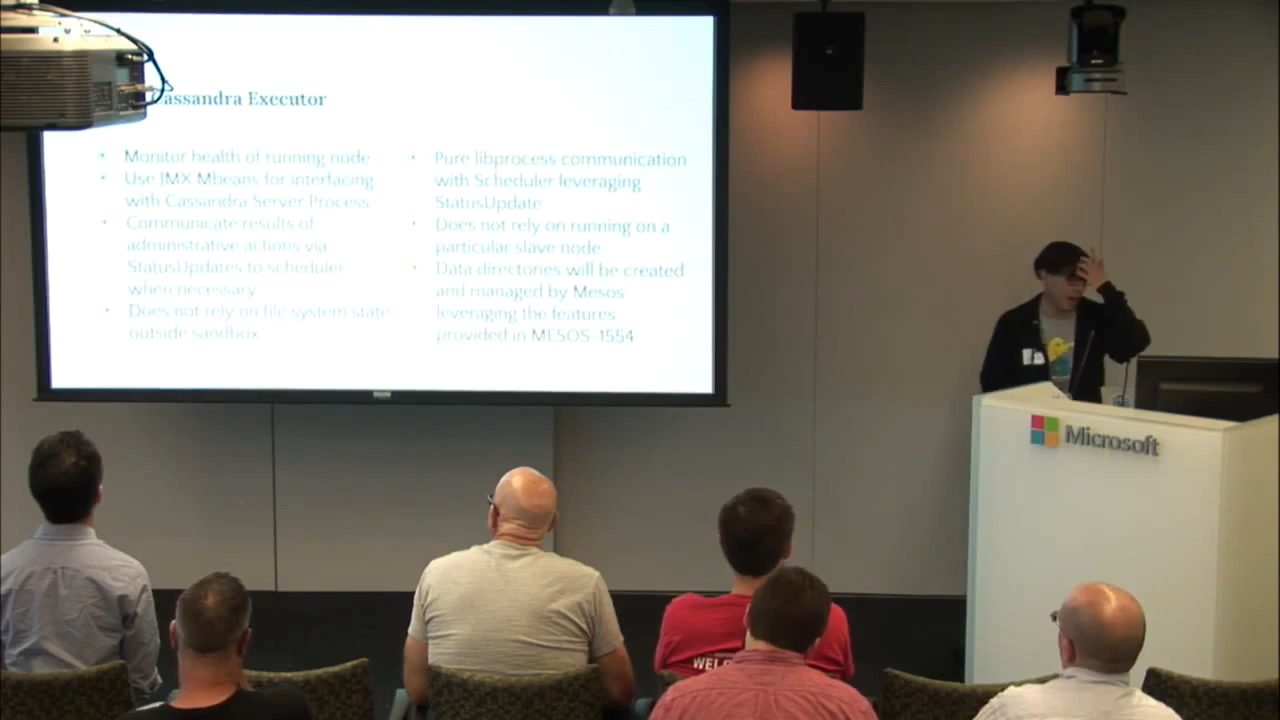 Cassandra Executor
Monitor health of running node
Use JMX Mbeans for interfacing
with Cassandra Server Process
Communicate results of
administrative actions via
StatusUpdates to scheduler
when necessary
Does not rely on file system state
outside sandbox
Pure libprocess communication
with Scheduler leveraging
StatusUpdate
Does not rely on running on a
particular slave node
Data directories will be created
and managed by Mesos
leveraging the features
provided in MESOS-1554
Microsoft